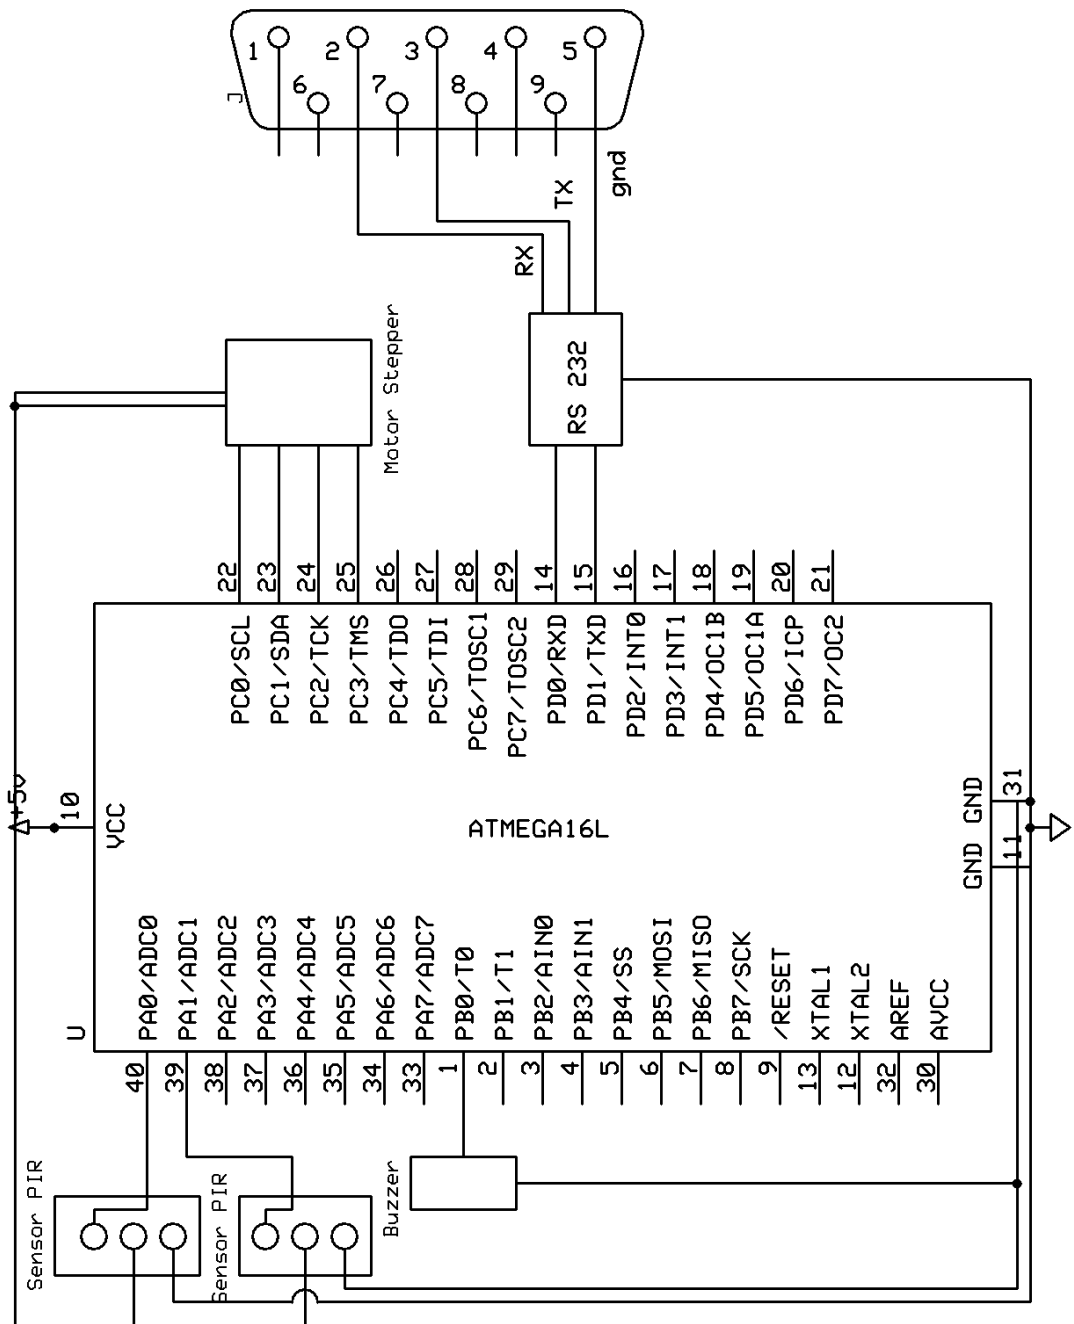 1
2
3
4
5
6
7
8
9
J
TX
gnd
RX
Motor Stepper
RS 232
22
23
24
25
26
27
28
29
14
15
16
17
18
19
20
21
PC0/SCL
PC1/SDA
PC2/TCK
PC3/TMS
PC4/TDO
PC5/TDI
PC6/TOSC1
PC7/TOSC2
PD0/RXD
PD1/TXD
PD2/INT0
PD3/INT1
PD4/OC1B
PD5/OC1A
PD6/ICP
PD7/OC2
+5v
10
VCC
ATMEGA16L
GND
31
GND
11
U
PA0/ADC0
PA1/ADC1
PA2/ADC2
PA3/ADC3
PA4/ADC4
PA5/ADC5
PA6/ADC6
PA7/ADC7
PB0/T0
PB1/T1
PB2/AIN0
PB3/AIN1
PB4/SS
PB5/MOSI
PB6/MISO
PB7/SCK
/RESET
XTAL1
XTAL2
AREF
AVCC
40
39
38
37
36
35
34
33
1
2
3
4
5
6
7
8
9
13
12
32
30
Sensor PIR
Sensor PIR
Buzzer